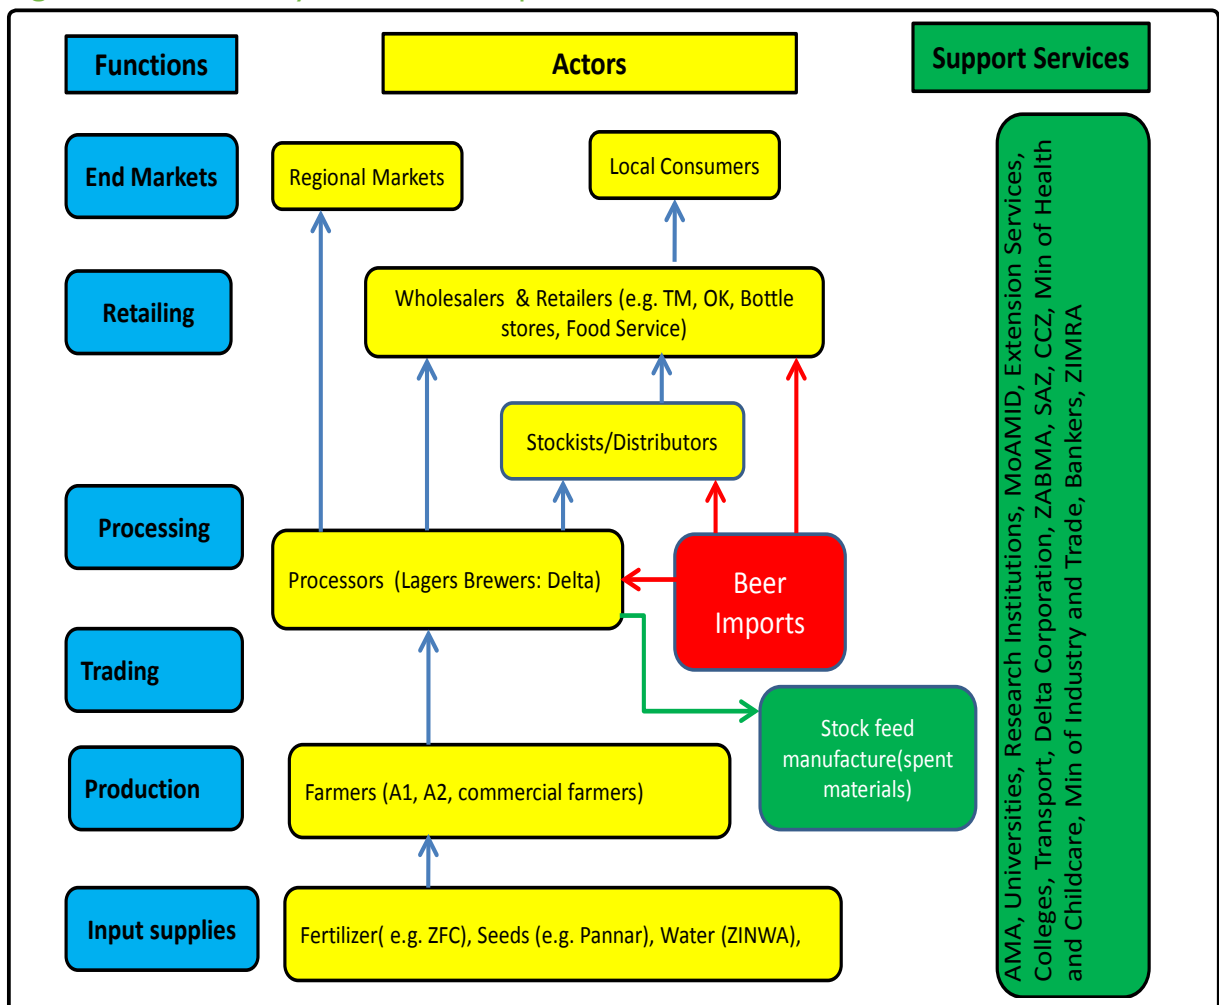 Functions
Actors
Support Services
End Markets
Regional Markets
Local Consumers
Retailing
Wholesalers & Retailers (e.g. TM, OK, Bottle
stores, Food Service)
Stockists/Distributors
Processing
Processors (Lagers Brewers: Delta)
Beer
Imports
Trading
Stock feed
manufacture(spent
materials)
Production
Farmers (A1, A2, commercial farmers)
Input supplies
Fertilizer( e.g. ZFC), Seeds (e.g. Pannar), Water (ZINWA),
AMA, Universities, Research Institutions, MoAMID, Extension Services,
Colleges, Transport, Delta Corporation, ZABMA, SAZ, CCZ, Min of Health
and Childcare, Min of Industry and Trade, Bankers, ZIMRA